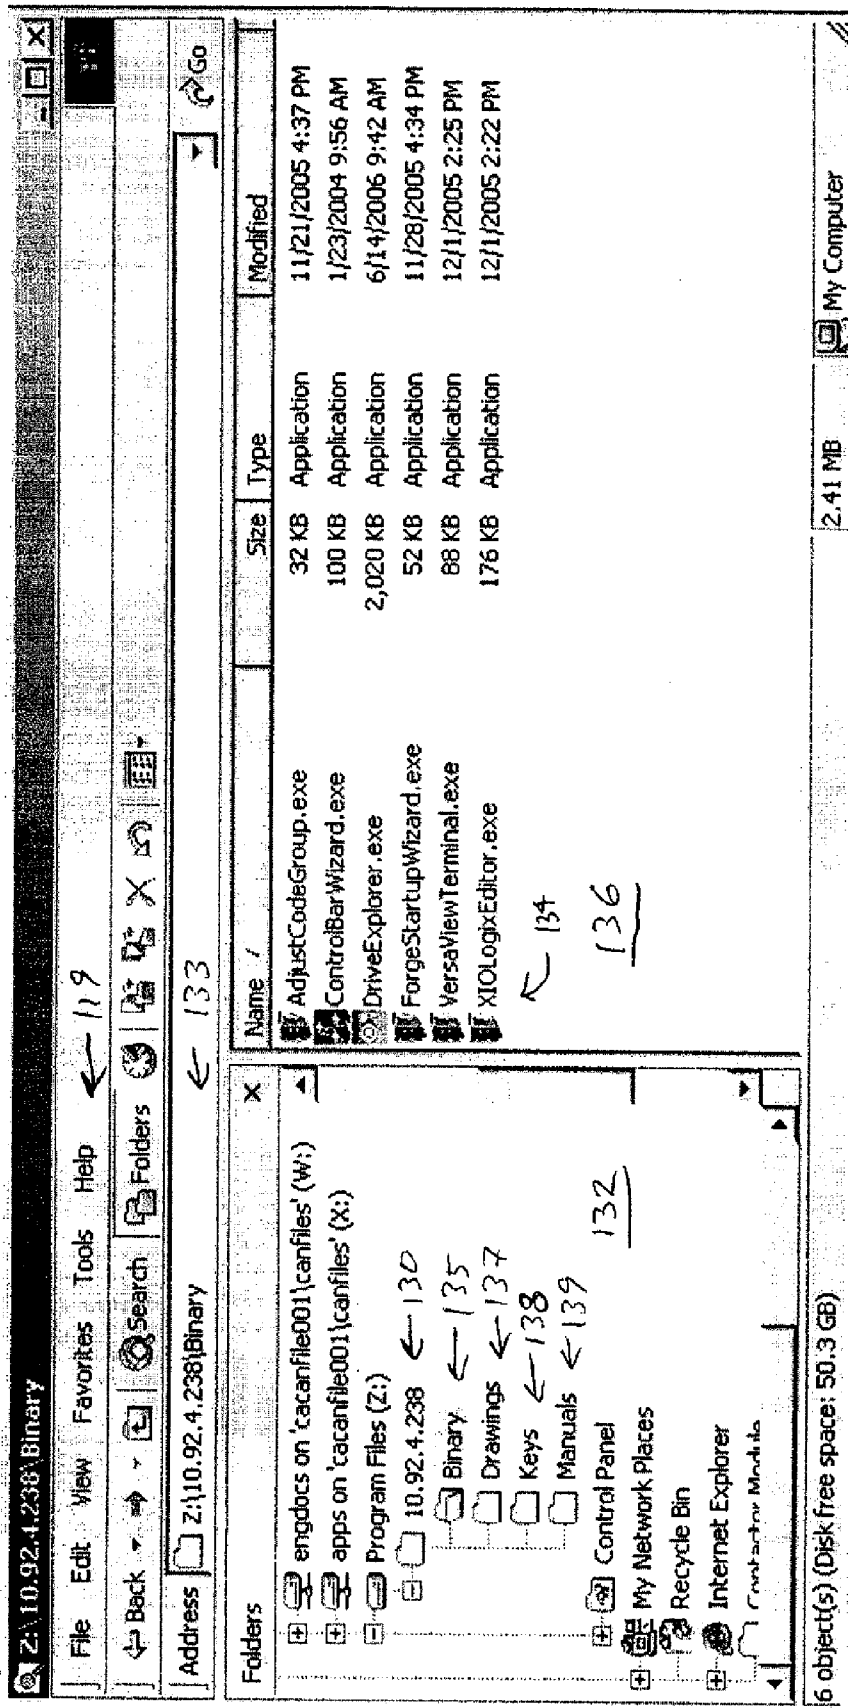 Z:\10.92.4.238\Binary
File Edit View Favorites Tools Help ← 119
← Back Search Folders
Address Z:\10.92.4.238\Binary ← 133 Go
Folders X
engdocs on 'cacanfile001\canfiles' (W:)
apps on 'cacanfile001\canfiles' (X:)
Program Files (Z:)
10.92.4.238 ← 130
Binary ← 135
Drawings ← 137
Keys ← 138
Manuals ← 139
Control Panel
132
My Network Places
Recycle Bin
Internet Explorer
Contactor Module
Name / Size Type Modified
AdjustCodeGroup.exe 32 KB Application 11/21/2005 4:37 PM
ControlBarWizard.exe 100 KB Application 1/23/2004 9:56 AM
DriveExplorer.exe 2,020 KB Application 6/14/2006 9:42 AM
ForgeStartupWizard.exe 52 KB Application 11/28/2005 4:34 PM
VersaViewTerminal.exe 88 KB Application 12/1/2005 2:25 PM
XIOLogixEditor.exe 176 KB Application 12/1/2005 2:22 PM
134
136
6 object(s) (Disk free space: 50.3 GB) 2.41 MB My Computer